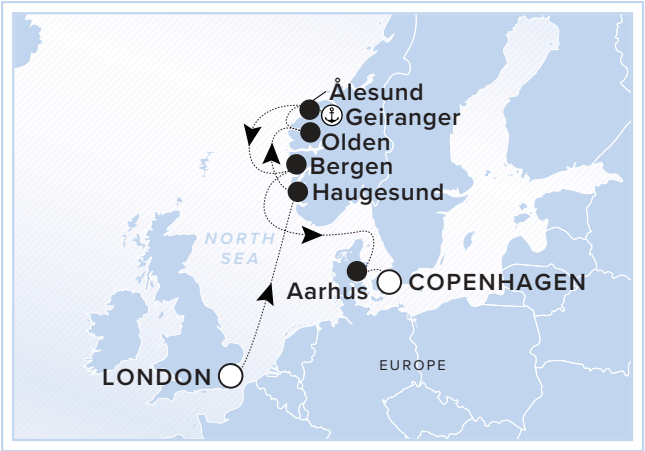 Ålesund
Geiranger
Olden
Bergen
Haugesund
NORTH
SEA
Aarhus
COPENHAGEN
EUROPE
LONDON